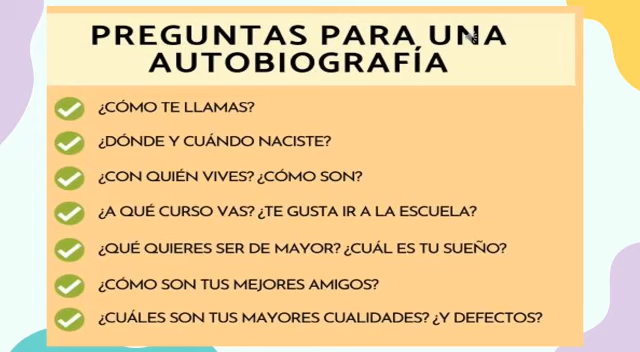 PREGUNTAS PARA UNA
AUTOBIOGRAFÍA
¿CÓMO TE LLAMAS?
¿DÓNDE Y CUÁNDO NACISTE?
¿CON QUIÉN VIVES? ¿CÓMO SON?
¿A QUÉ CURSO VAS? ¿TE GUSTA IR A LA ESCUELA?
¿QUÉ QUIERES SER DE MAYOR? ¿CUÁL ES TU SUEÑO?
¿CÓMO SON TUS MEJORES AMIGOS?
¿CUÁLES SON TUS MAYORES CUALIDADES? ¿Y DEFECTOS?